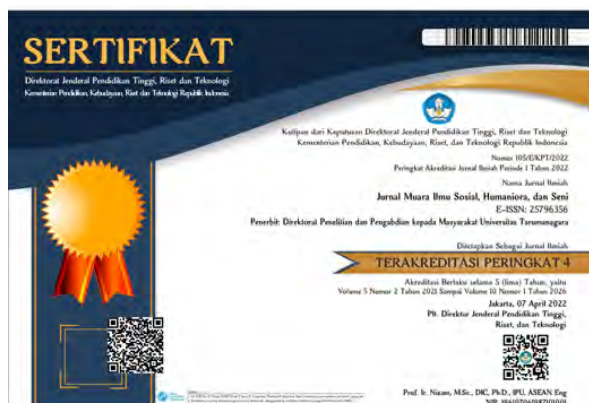 SERTIFIKAT
Direktorat Jenderal Pendidikan Tinggi, Riset dan Teknologi
Kementerian Pendidikan, Kebudayaan, Riset dan Teknologi Republik Indonesia
Kutipan dari Keputusan Direktorat Jenderal Pendidikan Tinggi, Riset dan Teknologi
Kementerian Pendidikan, Kebudayaan, Riset, dan Teknologi Republik Indonesia
Nomor 105/E/KPT/2022
Peringkat Akreditasi Jurnal Ilmiah Periode 1 Tahun 2022
Nama Jurnal Ilmiah
Jurnal Muara Ilmu Sosial, Humaniora, dan Seni
E-ISSN: 25796356
Penerbit: Direktorat Penelitian dan Pengabdian kepada Masyarakat Universitas Tarumanagara
Ditetapkan Sebagai Jurnal Ilmiah
TERAKREDITASI PERINGKAT 4
Akreditasi Berlaku selama 5 (lima) Tahun, yaitu
Volume 5 Nomor 2 Tahun 2021 Sampai Volume 10 Nomor 1 Tahun 2026
Jakarta, 07 April 2022
Plt. Direktur Jenderal Pendidikan Tinggi,
Riset, dan Teknologi
Prof. Ir. Nizam, M.Sc., DIC, Ph.D., IPU, ASEAN Eng